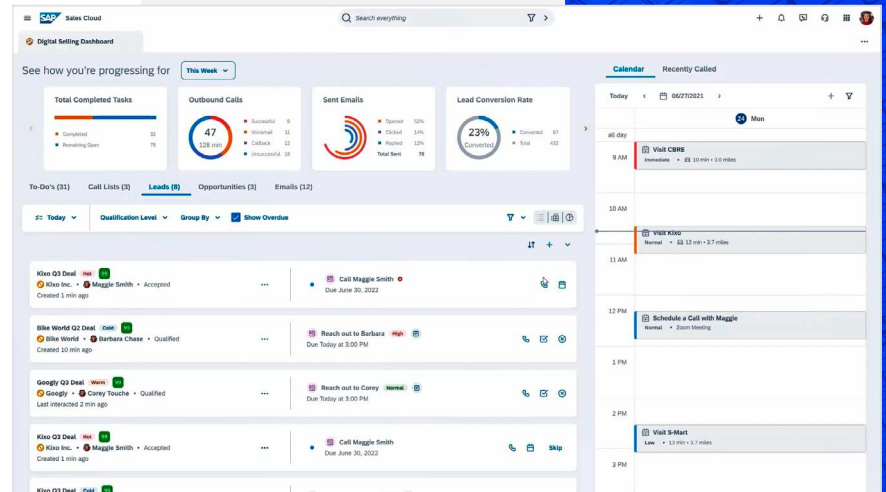 SAP Sales Cloud
Search everything
Digital Selling Dashboard
See how you're progressing for This Week
Total Completed Tasks
Completed 32
Remaining Open 79
Outbound Calls
47
128 min
Successful 8
Voicemail 11
Callback 12
Unsuccessful 16
Sent Emails
Opened 52%
Clicked 14%
Replied 12%
Total Sent 78
Lead Conversion Rate
23%
Converted
Converted 97
Total 432
To-Do's (31) Call Lists (3) Leads (8) Opportunities (3) Emails (12)
Today Qualification Level Group By Show Overdue
Kixo Q3 Deal Hot 99
Kixo Inc. • Maggie Smith • Accepted
Created 1 min ago
Call Maggie Smith
Due June 30, 2022
Bike World Q2 Deal Cold 99
Bike World • Barbara Chase • Qualified
Created 10 min ago
Reach out to Barbara High
Due Today at 3:00 PM
Googly Q3 Deal Warm 99
Googly • Corey Touche • Qualified
Last interacted 2 min ago
Reach out to Corey Normal
Due Today at 3:00 PM
Kixo Q3 Deal Hot 99
Kixo Inc. • Maggie Smith • Accepted
Created 1 min ago
Call Maggie Smith
Due June 30, 2022
Skip
Kixo Q3 Deal Cold
Calendar Recently Called
Today 06/27/2021
24 Mon
all day
9 AM
Visit CBRE
Immediate • 10 min • 3.0 miles
10 AM
Visit Kixo
Normal • 12 min • 3.7 miles
11 AM
12 PM
Schedule a Call with Maggie
Normal • Zoom Meeting
1 PM
2 PM
Visit S-Mart
Low • 13 min • 3.7 miles
3 PM